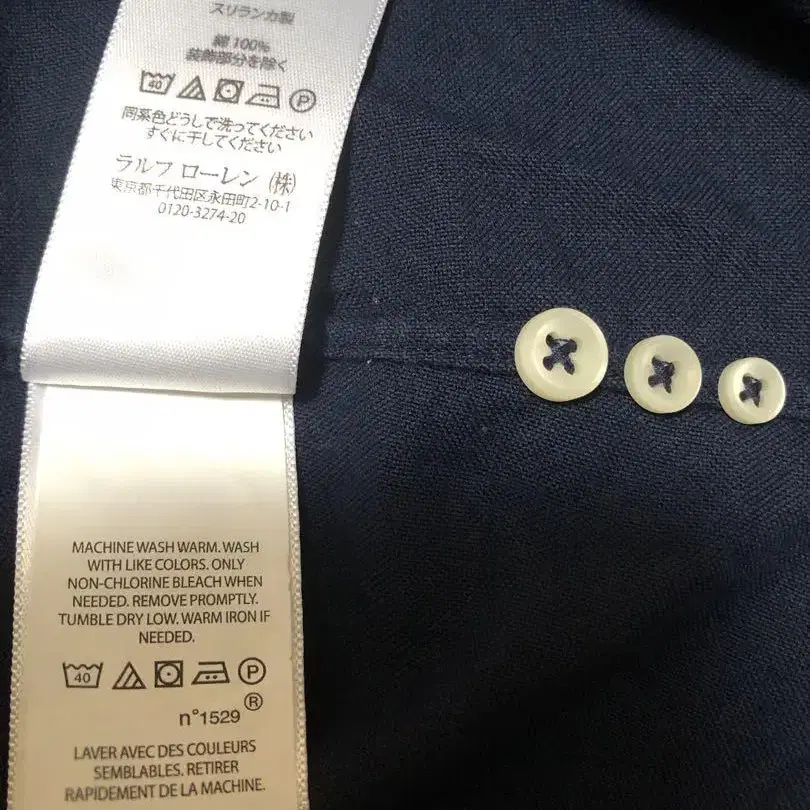 スリランカ製
綿 100%
装飾部分を除く
40 P
同系色どうしで洗ってください
すぐに干してください
ラルフ ローレン (株)
東京都千代田区永田町2-10-1
0120-3274-20
MACHINE WASH WARM. WASH
WITH LIKE COLORS. ONLY
NON-CHLORINE BLEACH WHEN
NEEDED. REMOVE PROMPTLY.
TUMBLE DRY LOW. WARM IRON IF
NEEDED.
40 P
n°1529 ®
LAVER AVEC DES COULEURS
SEMBLABLES. RETIRER
RAPIDEMENT DE LA MACHINE.